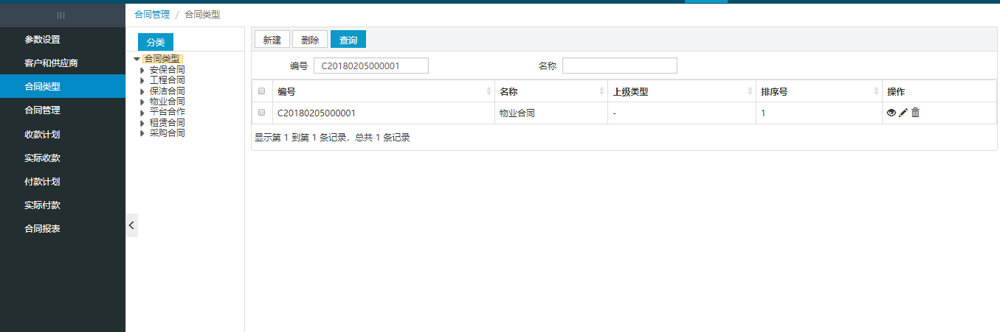 合同管理 / 合同类型
参数设置
客户和供应商
合同类型
合同管理
收款计划
实际收款
付款计划
实际付款
合同报表
分类
合同类型
安保合同
工程合同
保洁合同
物业合同
平台合作
租赁合同
采购合同
新建 删除 查询
编号 C20180205000001 名称
编号 名称 上级类型 排序号 操作
C20180205000001 物业合同 - 1
显示第 1 到第 1 条记录，总共 1 条记录